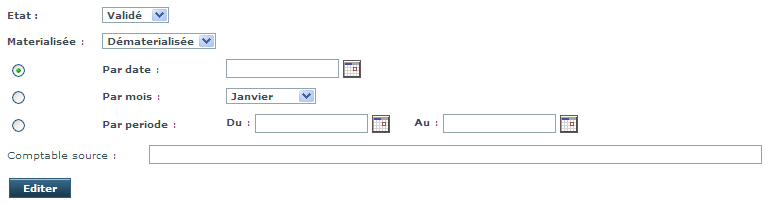 Etat : Validé
Materialisée : Dématerialisée
Par date :
Par mois : Janvier
Par periode : Du : Au :
Comptable source :
Editer